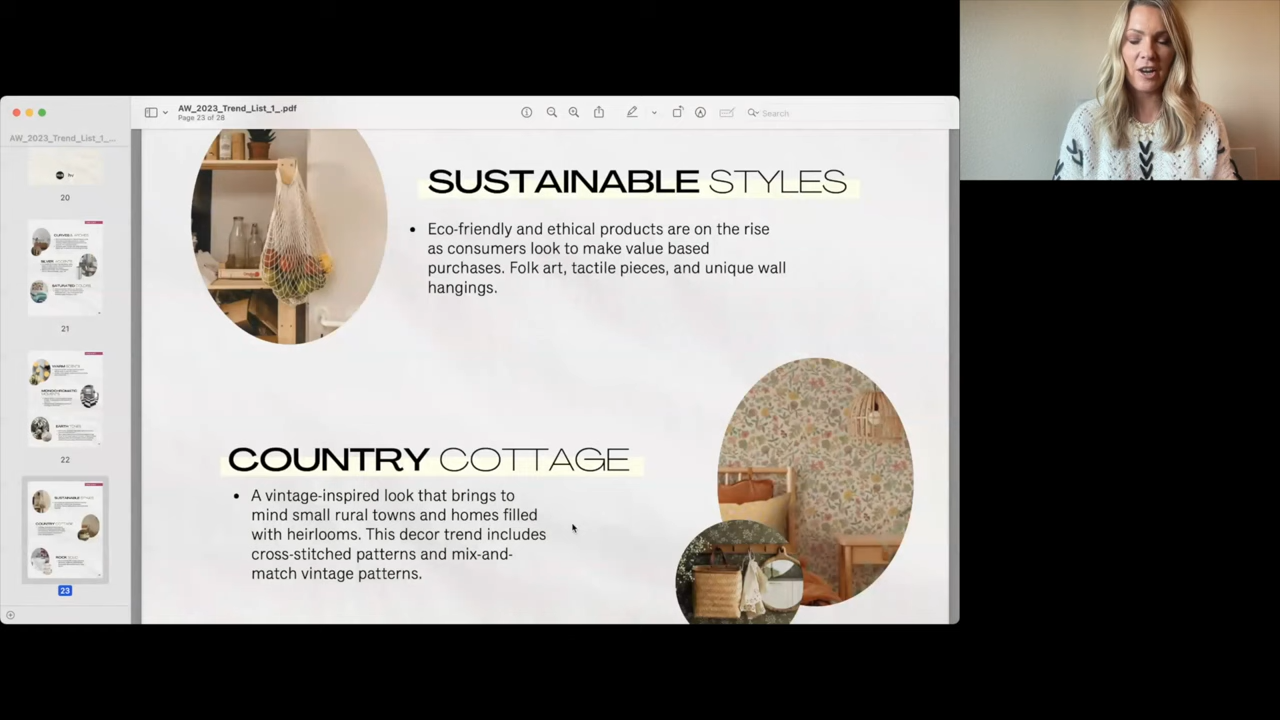 AW_2023_Trend_List_1_.pdf
Page 23 of 28
Search
AW_2023_Trend_List_1_...
20
21
22
23
SUSTAINABLE STYLES
• Eco-friendly and ethical products are on the rise
as consumers look to make value based
purchases. Folk art, tactile pieces, and unique wall
hangings.
COUNTRY COTTAGE
• A vintage-inspired look that brings to
mind small rural towns and homes filled
with heirlooms. This decor trend includes
cross-stitched patterns and mix-and-
match vintage patterns.